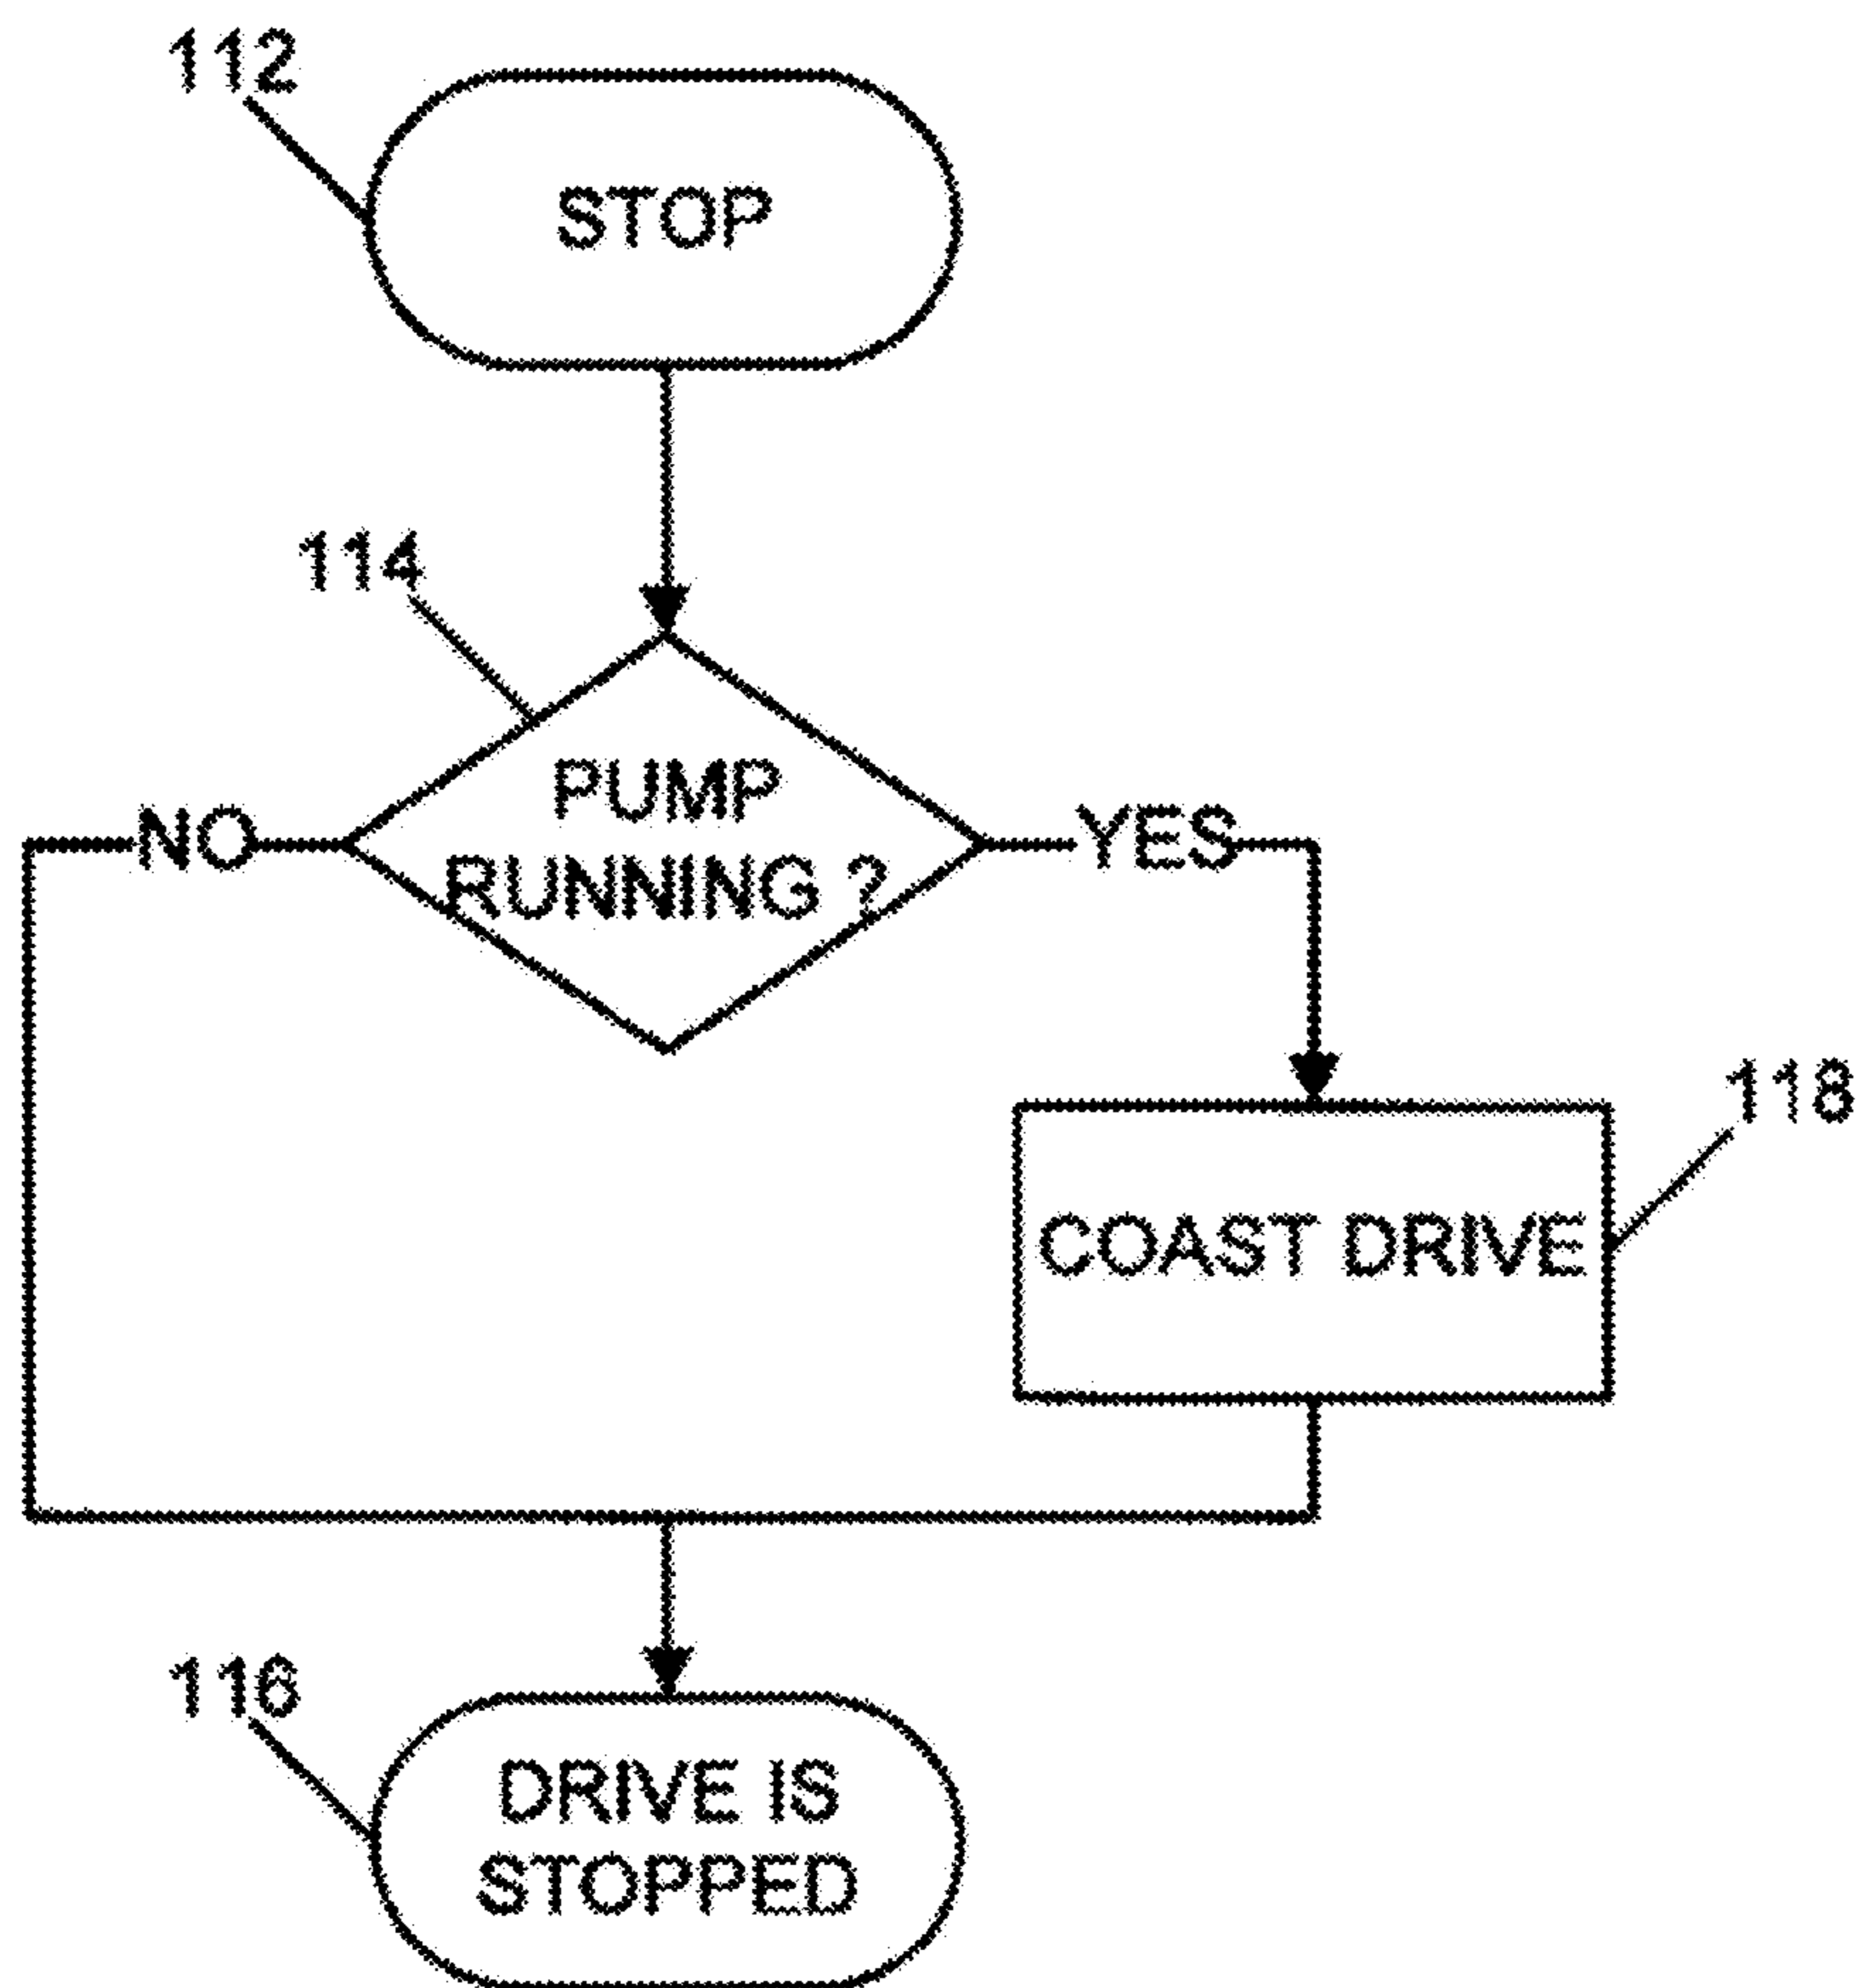 112
STOP
114
PUMP
RUNNING ?
NO
YES
118
COAST DRIVE
116
DRIVE IS
STOPPED